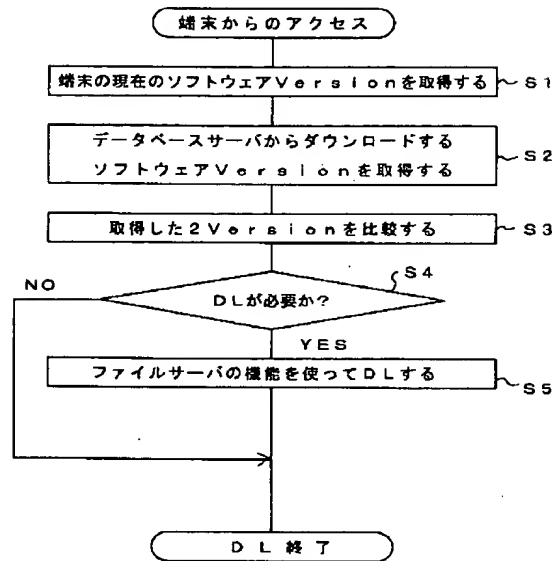 端末からのアクセス
端末の現在のソフトウェアVersionを取得する
S1
データベースサーバからダウンロードする
ソフトウェアVersionを取得する
S2
取得した2Versionを比較する
S3
S4
NO
DLが必要か?
YES
ファイルサーバの機能を使ってDLする
S5
DL終了